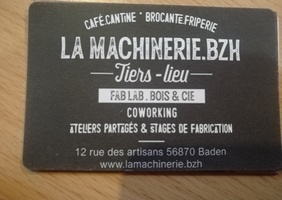 CAFÉ.CANTINE * BROCANTE.FRIPERIE
LA MACHINERIE.BZH
Tiers-lieu
FAB LAB . BOIS & CIE
COWORKING
ATELIERS PARTAGÉS & STAGES DE FABRICATION
12 rue des artisans 56870 Baden
www.lamachinerie.bzh